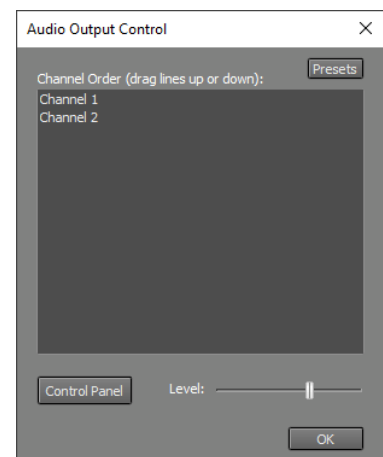 Audio Output Control
Presets
Channel Order (drag lines up or down):
Channel 1
Channel 2
Control Panel
Level:
OK